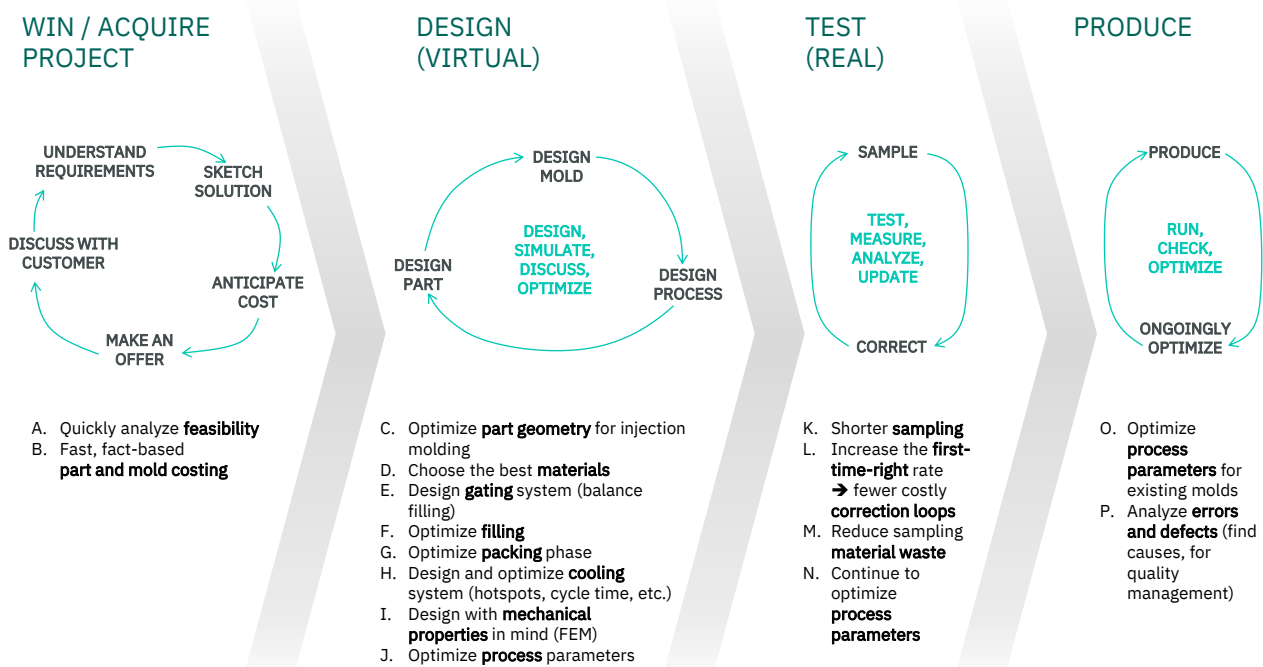 WIN / ACQUIRE
PROJECT
UNDERSTAND
REQUIREMENTS
SKETCH
SOLUTION
ANTICIPATE
COST
MAKE AN
OFFER
DISCUSS WITH
CUSTOMER
A. Quickly analyze feasibility
B. Fast, fact-based
part and mold costing
DESIGN
(VIRTUAL)
DESIGN
MOLD
DESIGN
PROCESS
DESIGN
PART
DESIGN,
SIMULATE,
DISCUSS,
OPTIMIZE
C. Optimize part geometry for injection
molding
D. Choose the best materials
E. Design gating system (balance
filling)
F. Optimize filling
G. Optimize packing phase
H. Design and optimize cooling
system (hotspots, cycle time, etc.)
I. Design with mechanical
properties in mind (FEM)
J. Optimize process parameters
TEST
(REAL)
SAMPLE
TEST,
MEASURE,
ANALYZE,
UPDATE
CORRECT
K. Shorter sampling
L. Increase the first-
time-right rate
➔ fewer costly
correction loops
M. Reduce sampling
material waste
N. Continue to
optimize
process
parameters
PRODUCE
PRODUCE
RUN,
CHECK,
OPTIMIZE
ONGOINGLY
OPTIMIZE
O. Optimize
process
parameters for
existing molds
P. Analyze errors
and defects (find
causes, for
quality
management)